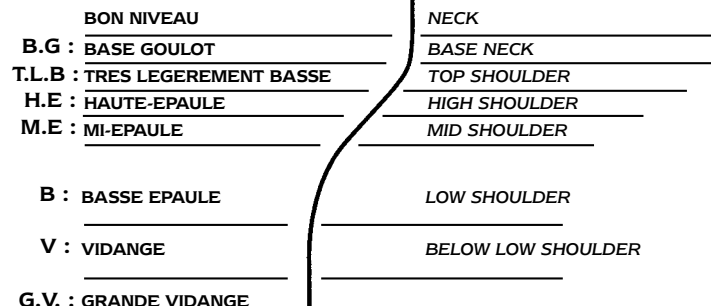 BON NIVEAU NECK
B.G : BASE GOULOT BASE NECK
T.L.B : TRES LEGEREMENT BASSE TOP SHOULDER
H.E : HAUTE-EPAULE HIGH SHOULDER
M.E : MI-EPAULE MID SHOULDER
B : BASSE EPAULE LOW SHOULDER
V : VIDANGE BELOW LOW SHOULDER
G.V. : GRANDE VIDANGE